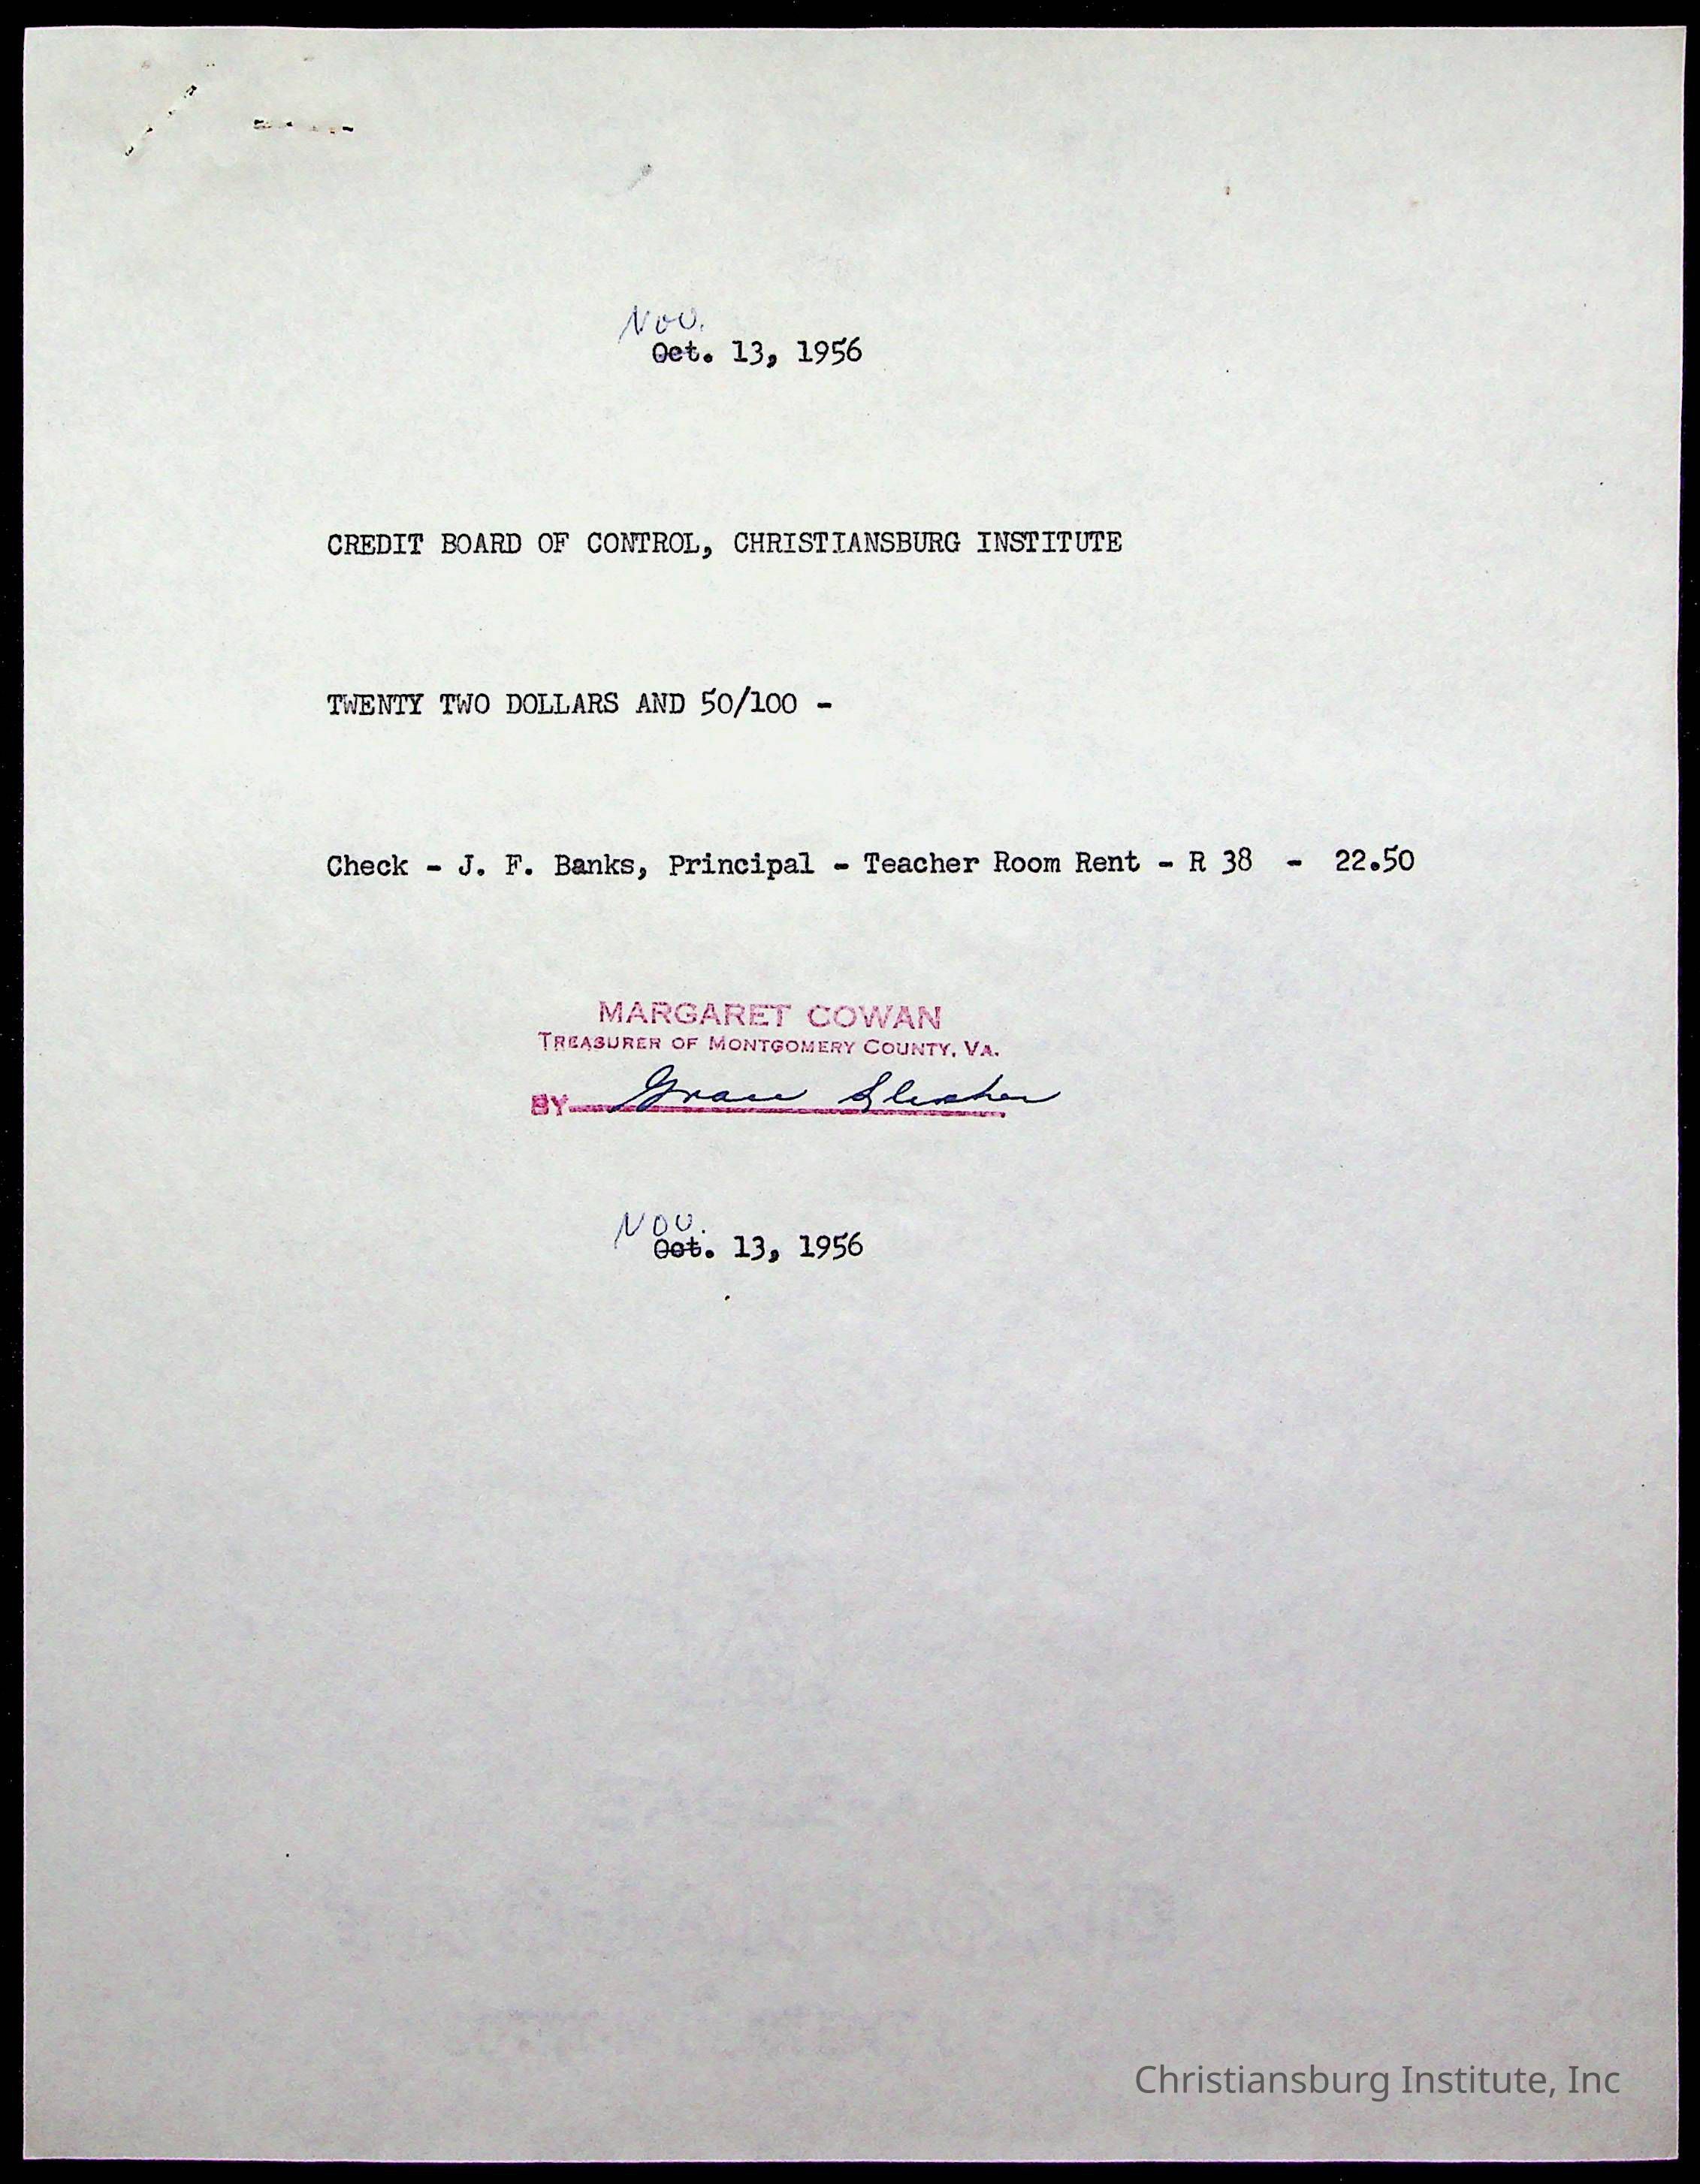 Nov.
Oct. 13, 1956
CREDIT BOARD OF CONTROL, CHRISTIANSBURG INSTITUTE
TWENTY TWO DOLLARS AND 50/100 -
Check - J. F. Banks, Principal - Teacher Room Rent - R 38 - 22.50
MARGARET COWAN
TREASURER OF MONTGOMERY COUNTY, VA.
BY Grace
Nov.
Oct. 13, 1956
Christiansburg Institute, Inc